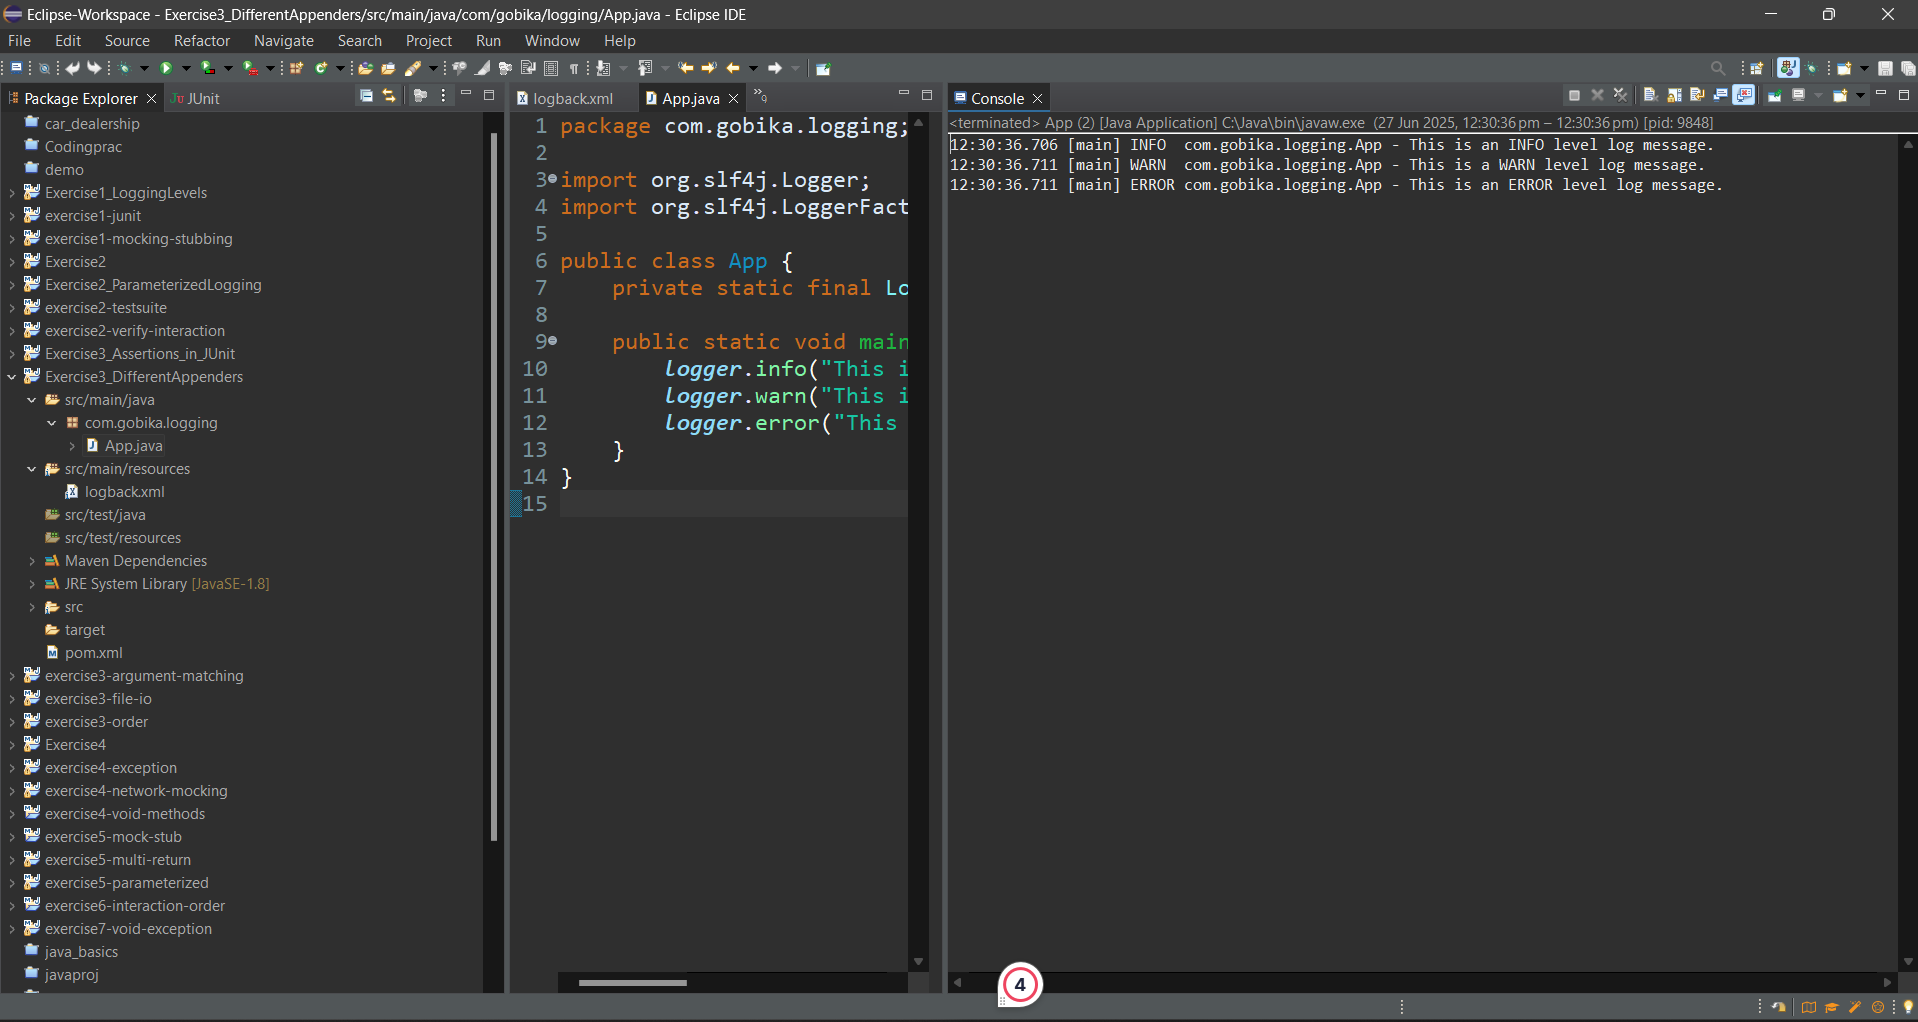 Eclipse-Workspace - Exercise3_DifferentAppenders/src/main/java/com/gobika/logging/App.java - Eclipse IDE
File Edit Source Refactor Navigate Search Project Run Window Help
Package Explorer
JUnit
car_dealership
Codingprac
demo
Exercise1_LoggingLevels
exercise1-junit
exercise1-mocking-stubbing
Exercise2
Exercise2_ParameterizedLogging
exercise2-testsuite
exercise2-verify-interaction
Exercise3_Assertions_in_JUnit
Exercise3_DifferentAppenders
src/main/java
com.gobika.logging
App.java
src/main/resources
logback.xml
src/test/java
src/test/resources
Maven Dependencies
JRE System Library [JavaSE-1.8]
src
target
pom.xml
exercise3-argument-matching
exercise3-file-io
exercise3-order
Exercise4
exercise4-exception
exercise4-network-mocking
exercise4-void-methods
exercise5-mock-stub
exercise5-multi-return
exercise5-parameterized
exercise6-interaction-order
exercise7-void-exception
java_basics
javaproj
logback.xml
App.java
»9
1 package com.gobika.logging;
2
3 import org.slf4j.Logger;
4 import org.slf4j.LoggerFact
5
6 public class App {
7 private static final Lo
8
9 public static void main
10 logger.info("This i
11 logger.warn("This i
12 logger.error("This
13 }
14 }
15
Console
<terminated> App (2) [Java Application] C:\Java\bin\javaw.exe (27 Jun 2025, 12:30:36 pm – 12:30:36 pm) [pid: 9848]
12:30:36.706 [main] INFO  com.gobika.logging.App - This is an INFO level log message.
12:30:36.711 [main] WARN  com.gobika.logging.App - This is a WARN level log message.
12:30:36.711 [main] ERROR com.gobika.logging.App - This is an ERROR level log message.
4